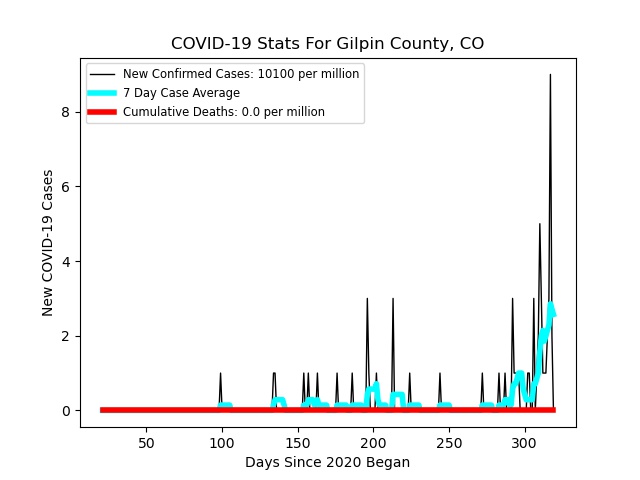 COVID-19 Stats For Gilpin County, CO
New Confirmed Cases: 10100 per million
7 Day Case Average
Cumulative Deaths: 0.0 per million
New COVID-19 Cases
8
6
4
2
0
50 100 150 200 250 300
Days Since 2020 Began